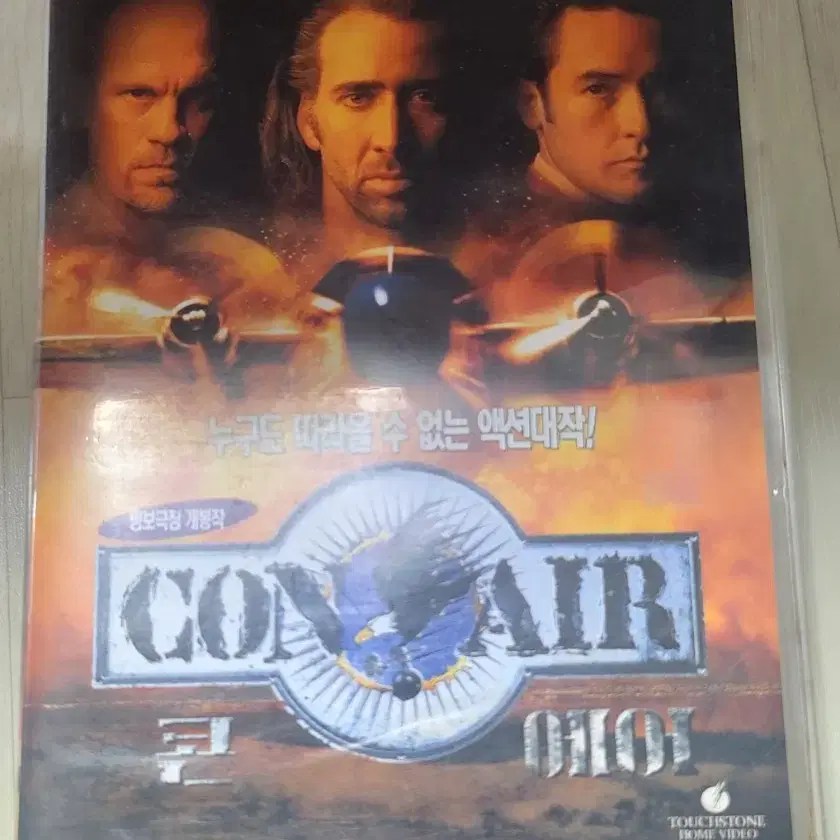 누구도 따라올 수 없는 액션대작!
명보극장 개봉작
CON AIR
콘 에어
TOUCHSTONE
HOME VIDEO